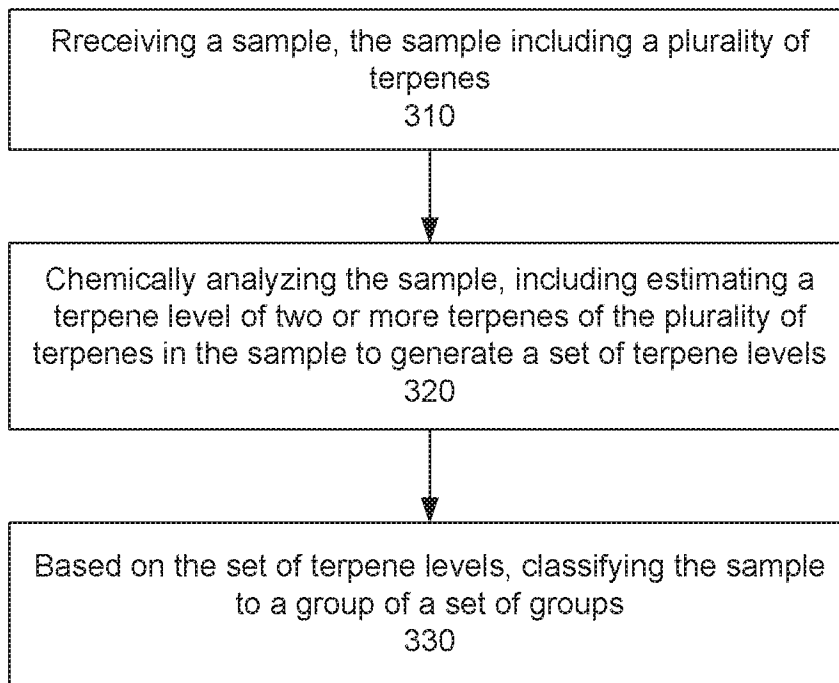 Rreceiving a sample, the sample including a plurality of
terpenes
310
Chemically analyzing the sample, including estimating a
terpene level of two or more terpenes of the plurality of
terpenes in the sample to generate a set of terpene levels
320
Based on the set of terpene levels, classifying the sample
to a group of a set of groups
330